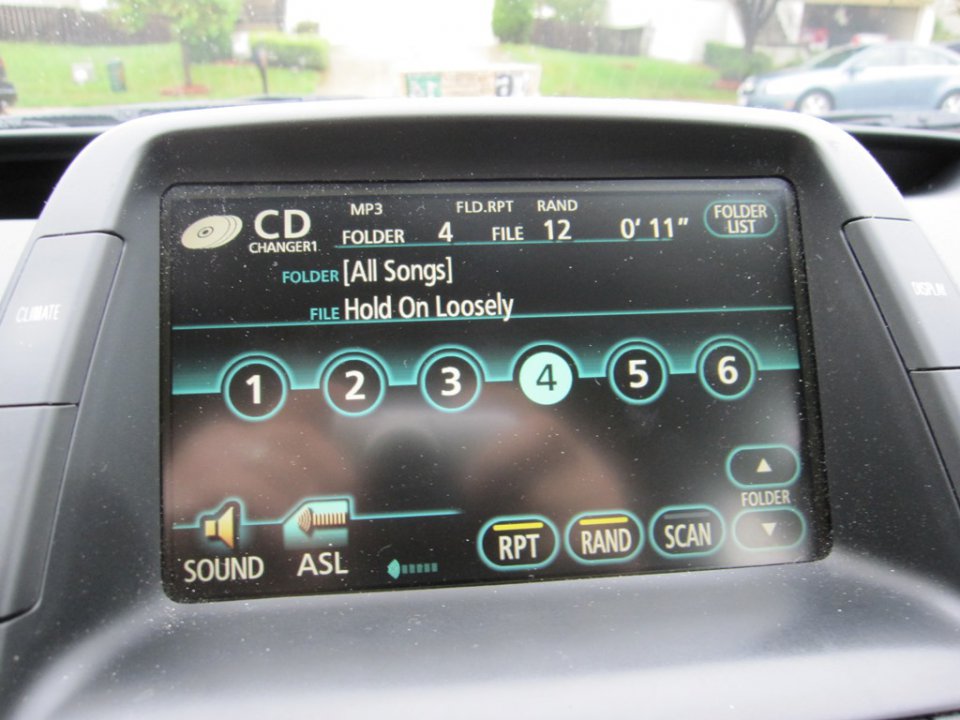 CD
CHANGER1
MP3 FLD.RPT RAND
FOLDER 4 FILE 12 0' 11"
FOLDER LIST
FOLDER [All Songs]
FILE Hold On Loosely
1 2 3 4 5 6
CLIMATE
DISPLAY
FOLDER
SOUND ASL RPT RAND SCAN